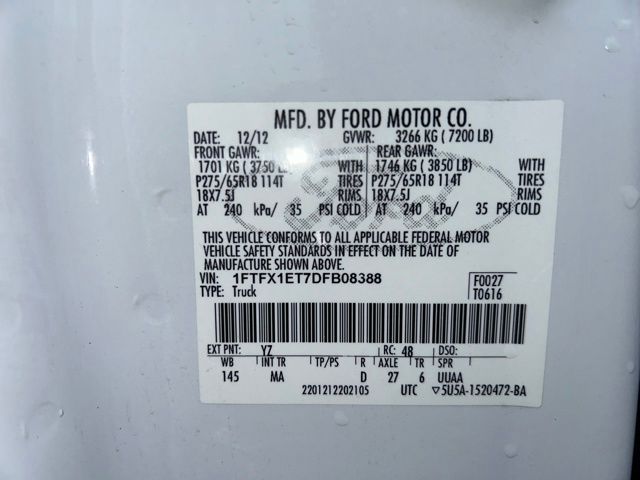 MFD. BY FORD MOTOR CO.
DATE: 12/12 GVWR: 3266 KG ( 7200 LB)
FRONT GAWR: REAR GAWR:
1701 KG ( 3750 LB) WITH 1746 KG ( 3850 LB) WITH
P275/65R18 114T TIRES P275/65R18 114T TIRES
18X7.5J RIMS 18X7.5J RIMS
AT 240 kPa/ 35 PSI COLD AT 240 kPa/ 35 PSI COLD
Ford
THIS VEHICLE CONFORMS TO ALL APPLICABLE FEDERAL MOTOR
VEHICLE SAFETY STANDARDS IN EFFECT ON THE DATE OF
MANUFACTURE SHOWN ABOVE.
VIN: 1FTFX1ET7DFB08388 F0027
TYPE: Truck T0616
EXT PNT: YZ RC: 48 DSO:
WB INT TR TP/PS R AXLE TR SPR
145 MA D 27 6 UUAA
2201212202105 UTC ▽5U5A-1520472-BA